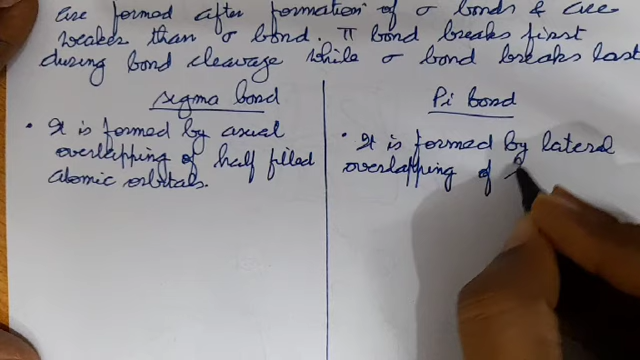 are formed after formation of σ bonds & are
weaker than σ bond. π bond breaks first
during bond cleavage while σ bond breaks last
sigma bond
• It is formed by axial
overlapping of half filled
atomic orbitals.
Pi bond
• It is formed by lateral
overlapping of